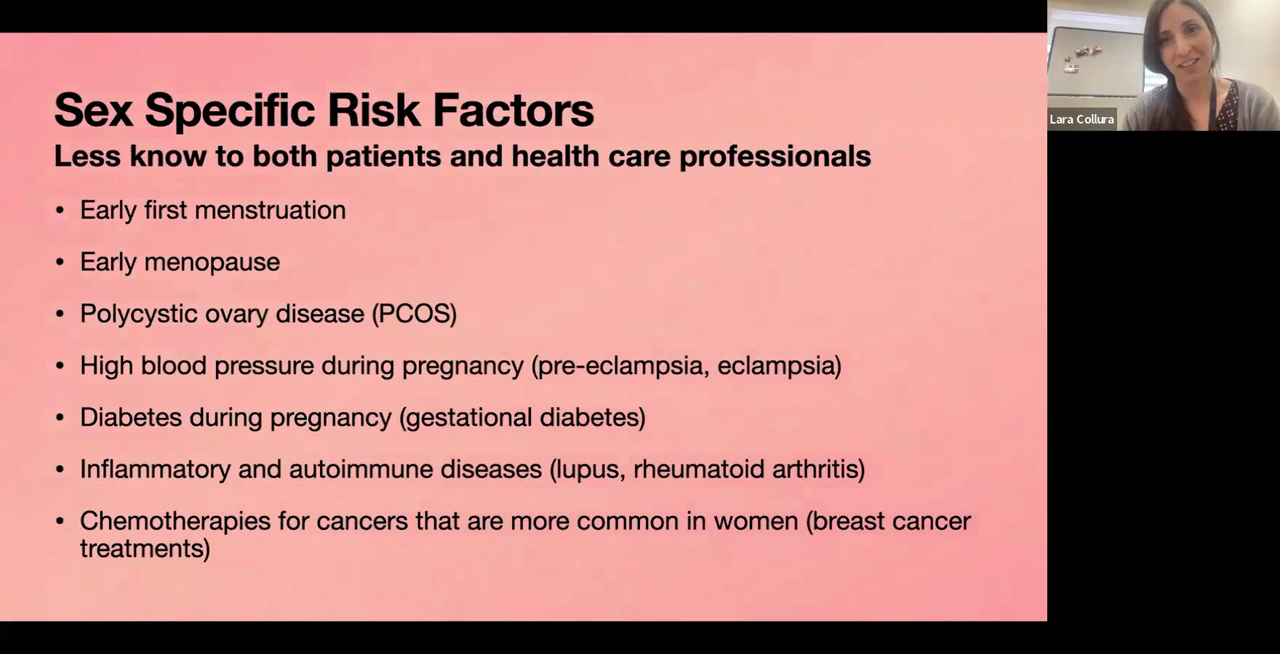 Sex Specific Risk Factors
Less know to both patients and health care professionals
• Early first menstruation
• Early menopause
• Polycystic ovary disease (PCOS)
• High blood pressure during pregnancy (pre-eclampsia, eclampsia)
• Diabetes during pregnancy (gestational diabetes)
• Inflammatory and autoimmune diseases (lupus, rheumatoid arthritis)
• Chemotherapies for cancers that are more common in women (breast cancer
treatments)
Lara Collura